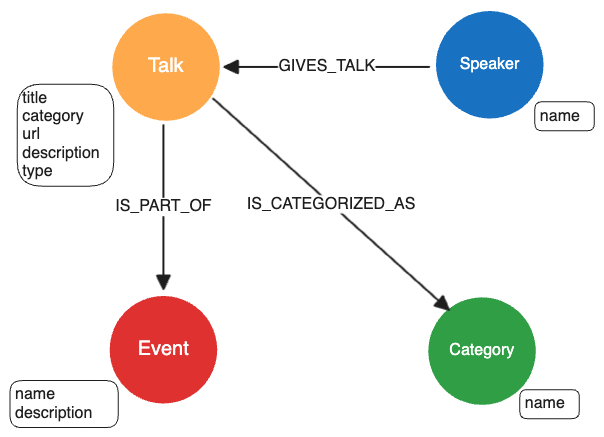 Talk
GIVES_TALK
Speaker
title
category
url
description
type
name
IS_PART_OF
IS_CATEGORIZED_AS
Event
Category
name
description
name